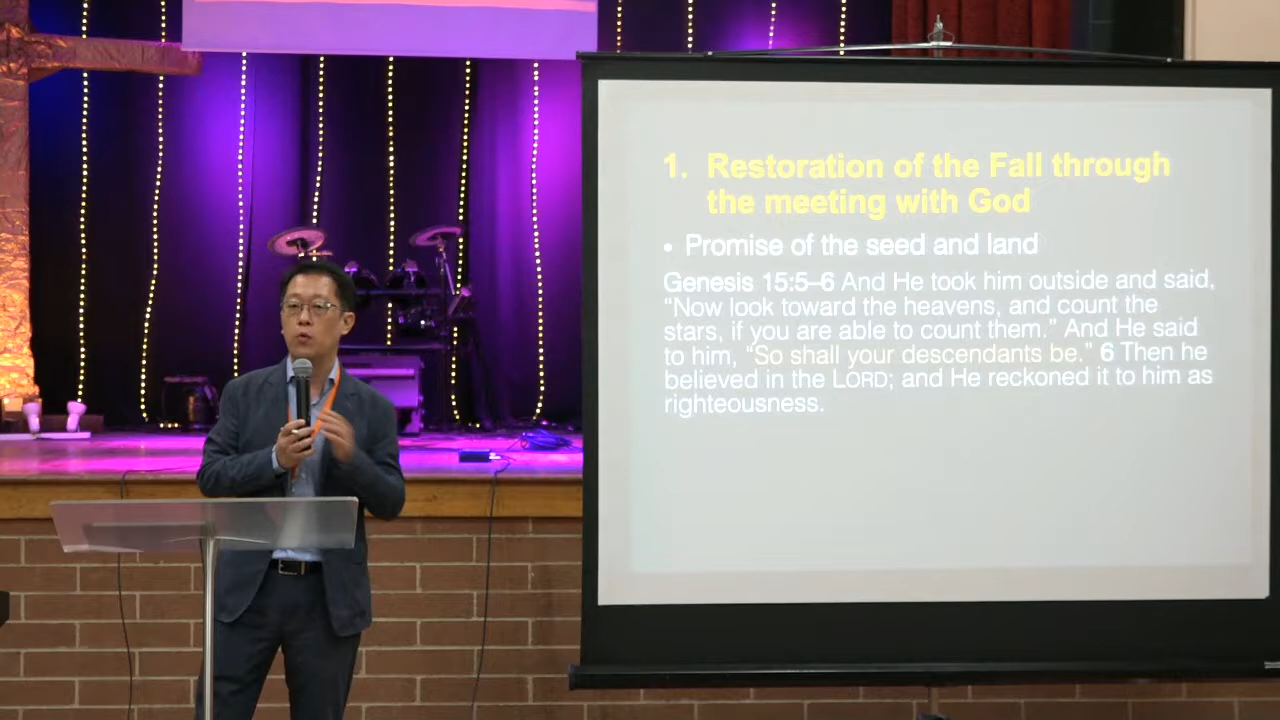 1. Restoration of the Fall through
the meeting with God
• Promise of the seed and land
Genesis 15:5–6 And He took him outside and said,
“Now look toward the heavens, and count the
stars, if you are able to count them.” And He said
to him, “So shall your descendants be.” 6 Then he
believed in the LORD; and He reckoned it to him as
righteousness.